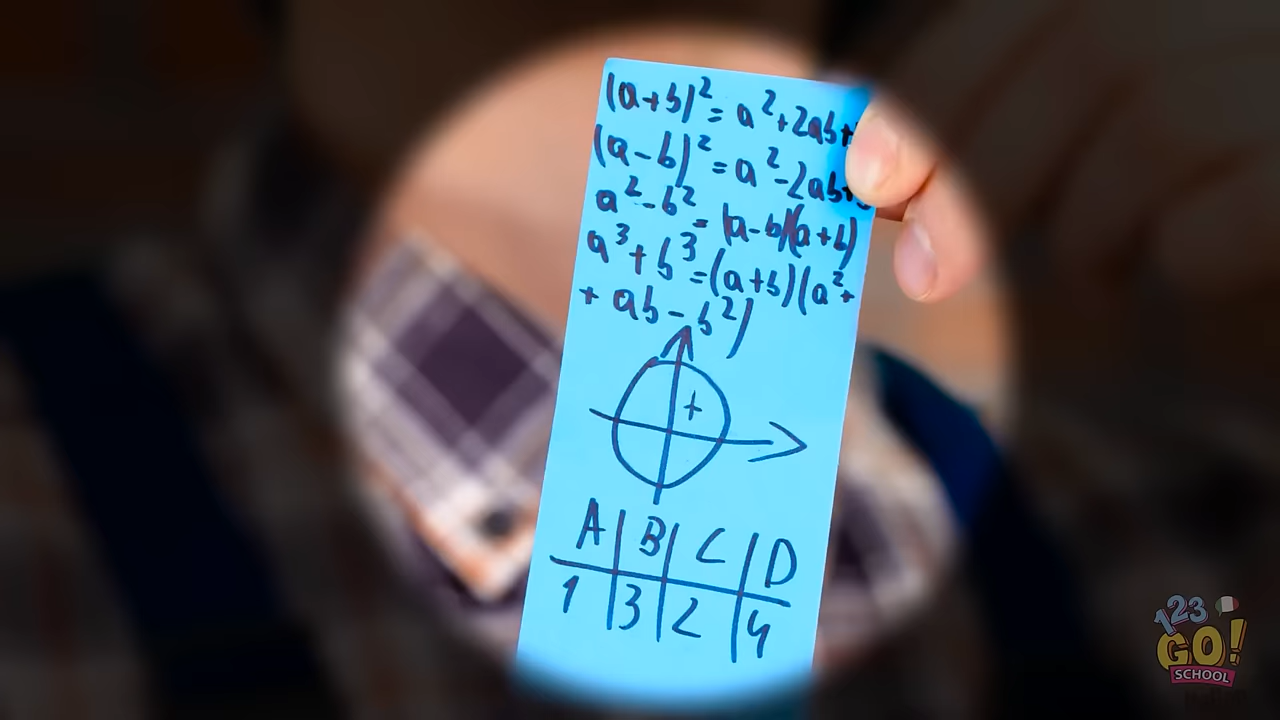 (a+b)² = a²+2ab+
(a-b)² = a²-2ab+
a²-b² = (a-b)(a+b)
a³+b³=(a+b)(a²+
+ ab-b²)
+
A B C D
1 3 2 4
123
GO!
SCHOOL